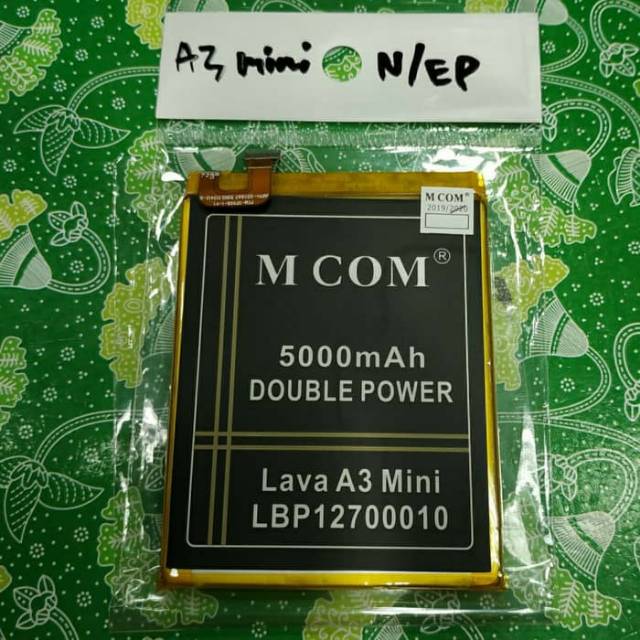 A3 mini N/EP
M COM®
2019/2020
M COM®
5000mAh
DOUBLE POWER
Lava A3 Mini
LBP12700010